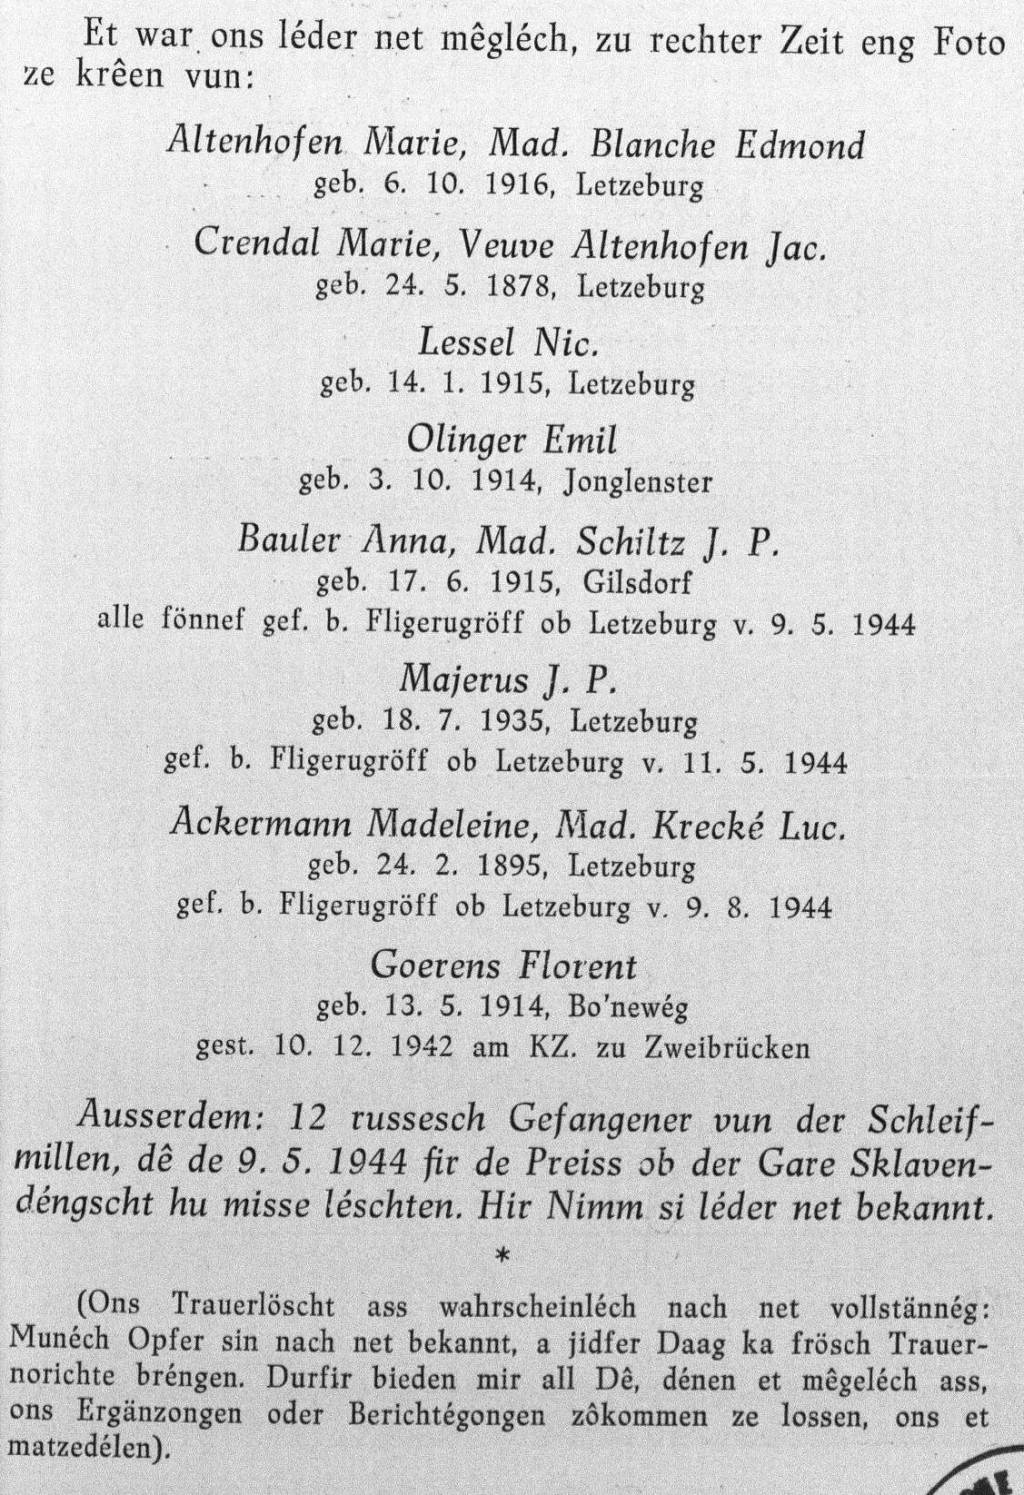 Et war ons léder net mêgléch, zu rechter Zeit eng Foto
ze krêen vun:
Altenhofen Marie, Mad. Blanche Edmond
geb. 6. 10. 1916, Letzeburg
Crendal Marie, Veuve Altenhofen Jac.
geb. 24. 5. 1878, Letzeburg
Lessel Nic.
geb. 14. 1. 1915, Letzeburg
Olinger Emil
geb. 3. 10. 1914, Jonglenster
Bauler Anna, Mad. Schiltz J. P.
geb. 17. 6. 1915, Gilsdorf
alle fönnef gef. b. Fligerugröff ob Letzeburg v. 9. 5. 1944
Majerus J. P.
geb. 18. 7. 1935, Letzeburg
gef. b. Fligerugröff ob Letzeburg v. 11. 5. 1944
Ackermann Madeleine, Mad. Krecké Luc.
geb. 24. 2. 1895, Letzeburg
gef. b. Fligerugröff ob Letzeburg v. 9. 8. 1944
Goerens Florent
geb. 13. 5. 1914, Bo'newég
gest. 10. 12. 1942 am KZ. zu Zweibrücken
Ausserdem: 12 russesch Gefangener vun der Schleif-
millen, dê de 9. 5. 1944 fir de Preiss ob der Gare Sklaven-
déngscht hu misse léschten. Hir Nimm si léder net bekannt.
*
(Ons Trauerlöscht ass wahrscheinléch nach net vollstännég:
Munéch Opfer sin nach net bekannt, a jidfer Daag ka frösch Trauer-
norichte bréngen. Durfir bieden mir all Dê, dénen et mêgeléch ass,
ons Ergänzongen oder Berichtégongen zôkommen ze lossen, ons et
matzedélen).